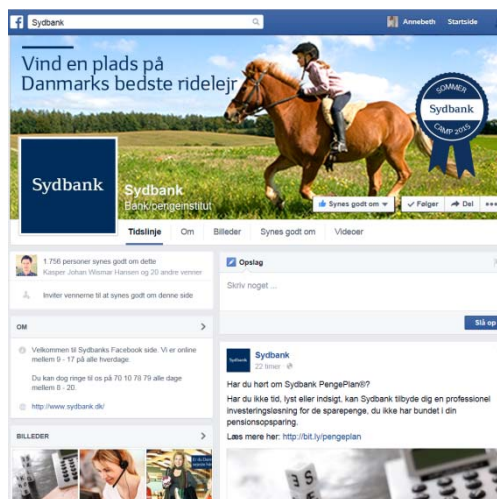 Sydbank
Annebeth Startside
Vind en plads på
Danmarks bedste ridelejr
SOMMER
Sydbank
CAMP 2015
Sydbank
Sydbank
Bank/pengeinstitut
Synes godt om
Følger
Del
Tidslinje Om Billeder Synes godt om Videoer
1.756 personer synes godt om dette
Kasper Johan Wismar Hansen og 20 andre venner
Inviter vennerne til at synes godt om denne side
OM
Velkommen til Sydbanks Facebook side. Vi er online
mellem 9 - 17 på alle hverdage.
Du kan dog ringe til os på 70 10 78 79 alle dage
mellem 8 - 20.
http://www.sydbank.dk/
BILLEDER
Opslag
Skriv noget ...
Slå op
Sydbank
Sydbank
22 timer
Har du hørt om Sydbank PengePlan®?
Har du ikke tid, lyst eller indsigt, kan Sydbank tilbyde dig en professionel
investeringsløsning for de sparepenge, du ikke har bundet i din
pensionsopsparing.
Læs mere her: http://bit.ly/pengeplan